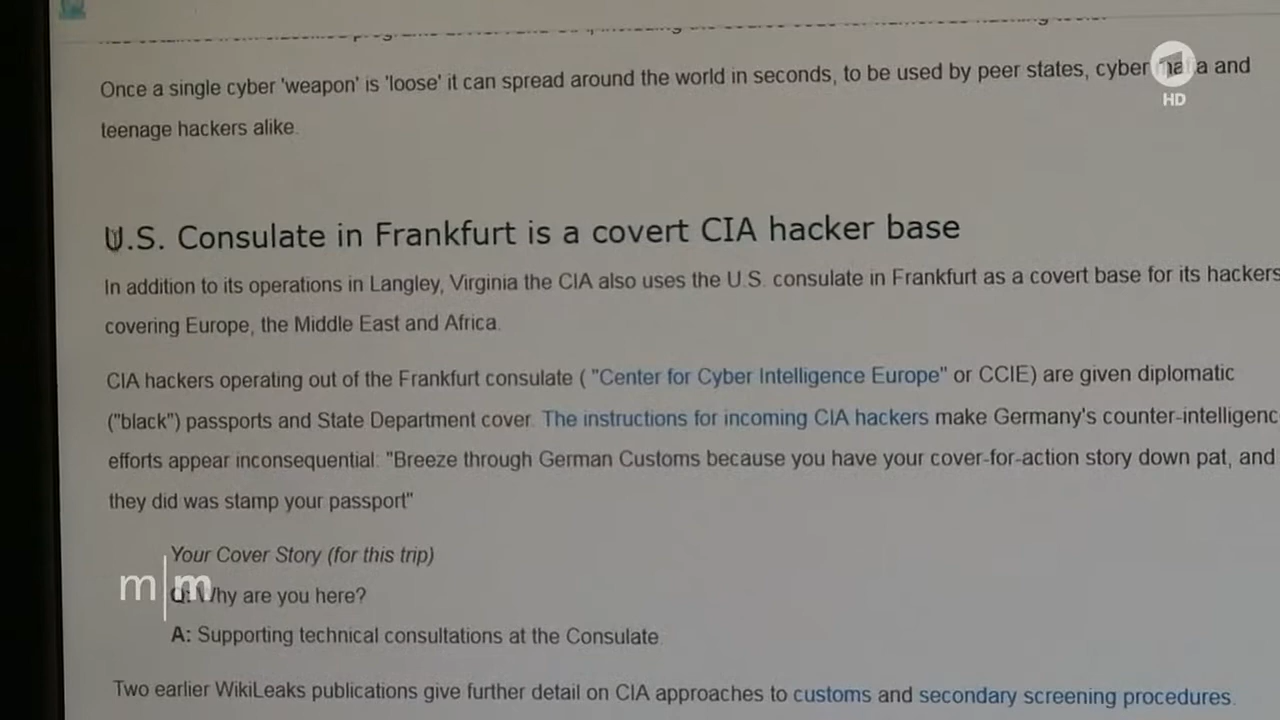 Once a single cyber 'weapon' is 'loose' it can spread around the world in seconds, to be used by peer states, cyber and
HD
teenage hackers alike.
U.S. Consulate in Frankfurt is a covert CIA hacker base
In addition to its operations in Langley, Virginia the CIA also uses the U.S. consulate in Frankfurt as a covert base for its hackers
covering Europe, the Middle East and Africa.
CIA hackers operating out of the Frankfurt consulate ( "Center for Cyber Intelligence Europe" or CCIE) are given diplomatic
("black") passports and State Department cover. The instructions for incoming CIA hackers make Germany's counter-intelligenc
efforts appear inconsequential: "Breeze through German Customs because you have your cover-for-action story down pat, and
they did was stamp your passport"
Your Cover Story (for this trip)
m|m
Q: Why are you here?
A: Supporting technical consultations at the Consulate.
Two earlier WikiLeaks publications give further detail on CIA approaches to customs and secondary screening procedures.